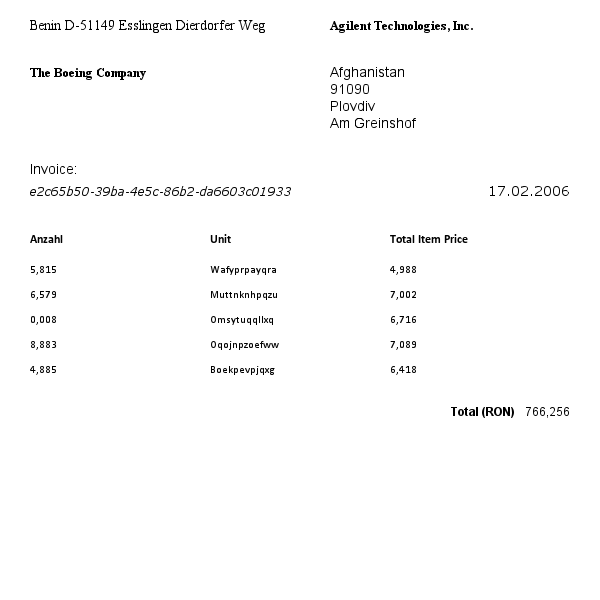 Benin D-51149 Esslingen Dierdorfer Weg
Agilent Technologies, Inc.
The Boeing Company
Afghanistan
91090
Plovdiv
Am Greinshof
Invoice:
e2c65b50-39ba-4e5c-86b2-da6603c01933 17.02.2006
Anzahl Unit Total Item Price
5,815 Wafyprpayqra 4,988
6,579 Muttnknhpqzu 7,002
0,008 Omsytuqqllxq 6,716
8,883 Oqojnpzoefww 7,089
4,885 Boekpevpjqxg 6,418
Total (RON) 766,256